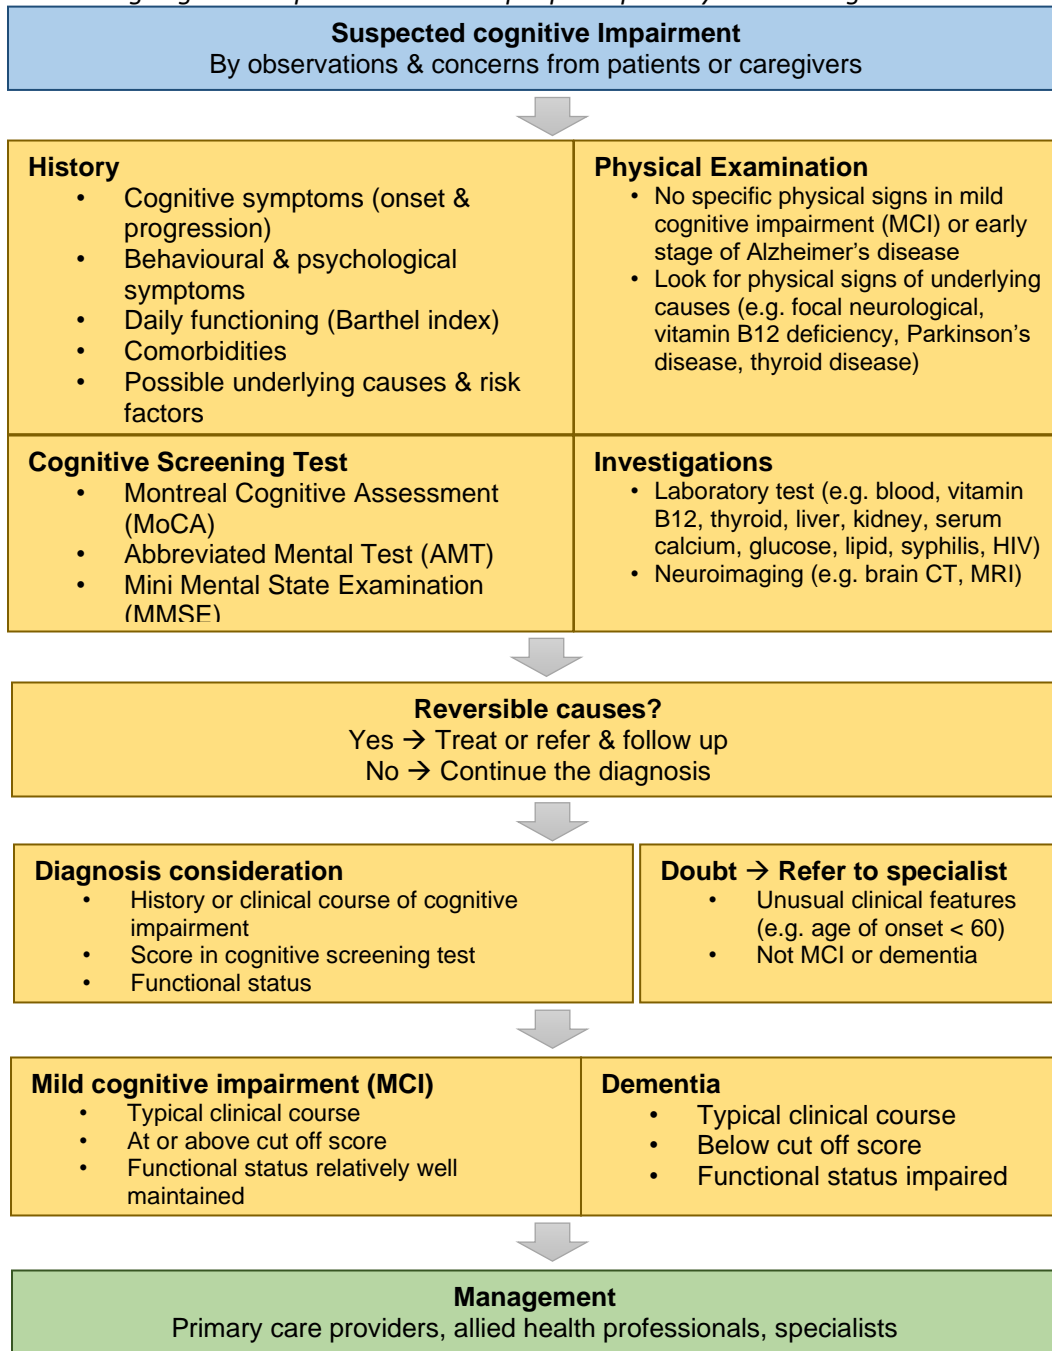 Suspected cognitive Impairment
By observations & concerns from patients or caregivers
History
• Cognitive symptoms (onset &
progression)
• Behavioural & psychological
symptoms
• Daily functioning (Barthel index)
• Comorbidities
• Possible underlying causes & risk
factors
Physical Examination
• No specific physical signs in mild
cognitive impairment (MCI) or early
stage of Alzheimer's disease
• Look for physical signs of underlying
causes (e.g. focal neurological,
vitamin B12 deficiency, Parkinson's
disease, thyroid disease)
Cognitive Screening Test
• Montreal Cognitive Assessment
(MoCA)
• Abbreviated Mental Test (AMT)
• Mini Mental State Examination
(MMSE)
Investigations
• Laboratory test (e.g. blood, vitamin
B12, thyroid, liver, kidney, serum
calcium, glucose, lipid, syphilis, HIV)
• Neuroimaging (e.g. brain CT, MRI)
Reversible causes?
Yes → Treat or refer & follow up
No → Continue the diagnosis
Diagnosis consideration
• History or clinical course of cognitive
impairment
• Score in cognitive screening test
• Functional status
Doubt → Refer to specialist
• Unusual clinical features
(e.g. age of onset < 60)
• Not MCI or dementia
Mild cognitive impairment (MCI)
• Typical clinical course
• At or above cut off score
• Functional status relatively well
maintained
Dementia
• Typical clinical course
• Below cut off score
• Functional status impaired
Management
Primary care providers, allied health professionals, specialists